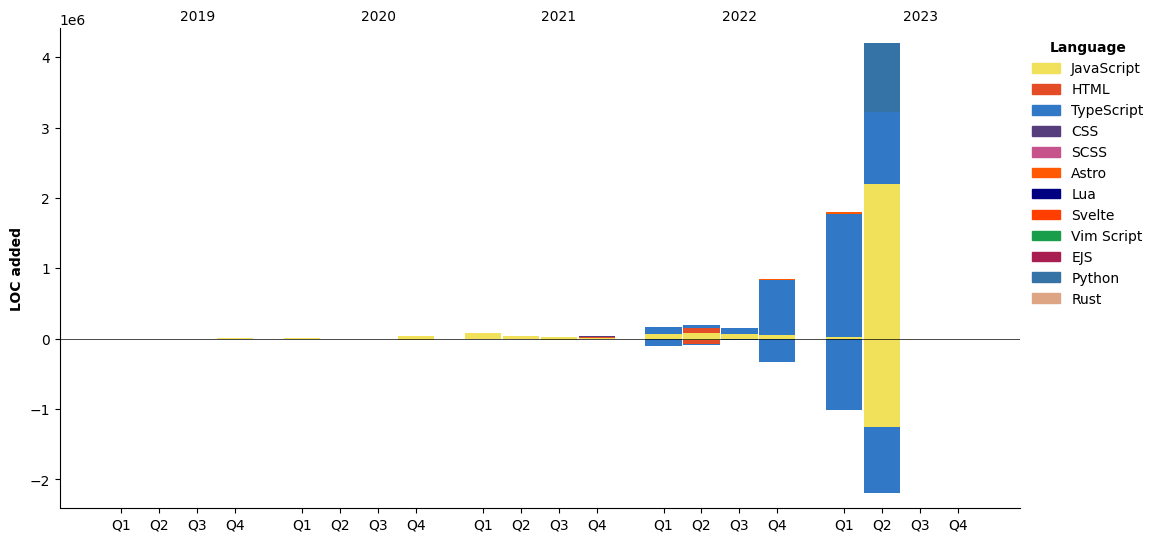 2019 2020 2021 2022 2023
1e6
4
3
2
1
0
−1
−2
LOC added
Q1 Q2 Q3 Q4 Q1 Q2 Q3 Q4 Q1 Q2 Q3 Q4 Q1 Q2 Q3 Q4 Q1 Q2 Q3 Q4
Language
JavaScript
HTML
TypeScript
CSS
SCSS
Astro
Lua
Svelte
Vim Script
EJS
Python
Rust